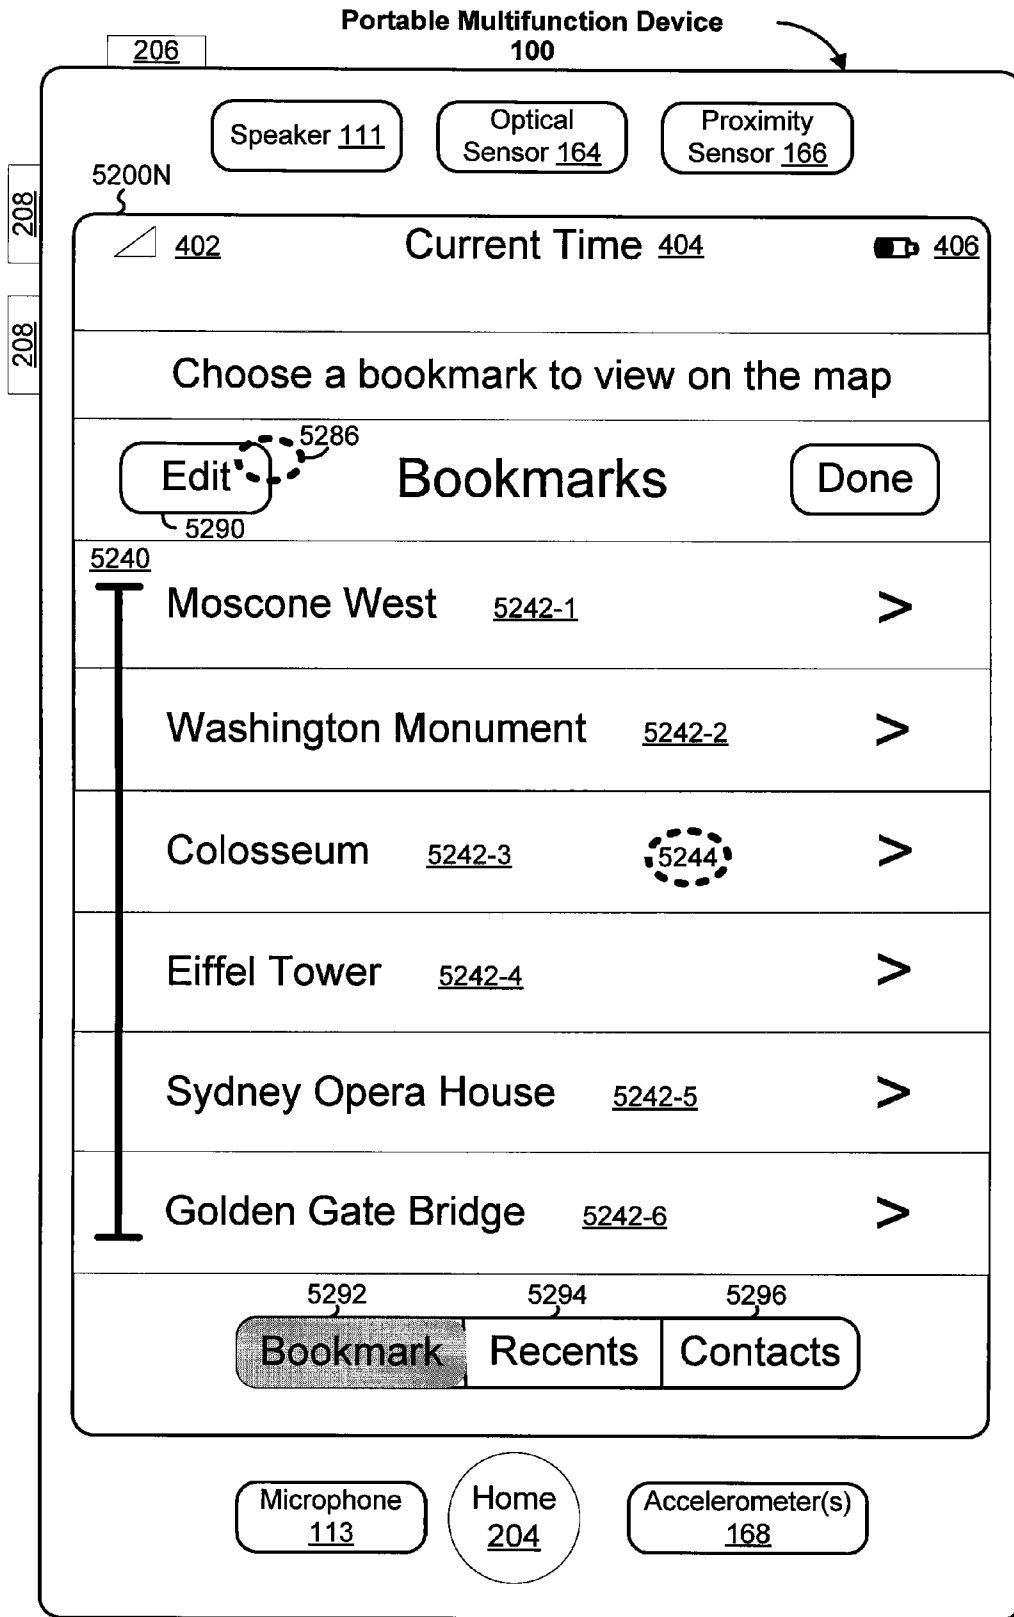 Portable Multifunction Device
100
206
Speaker 111
Optical
Sensor 164
Proximity
Sensor 166
5200N
208
208
402
Current Time 404
406
Choose a bookmark to view on the map
5286
Edit
Bookmarks
Done
5290
5240
Moscone West 5242-1 >
Washington Monument 5242-2 >
Colosseum 5242-3 5244 >
Eiffel Tower 5242-4 >
Sydney Opera House 5242-5 >
Golden Gate Bridge 5242-6 >
5292 5294 5296
Bookmark Recents Contacts
Microphone
113
Home
204
Accelerometer(s)
168